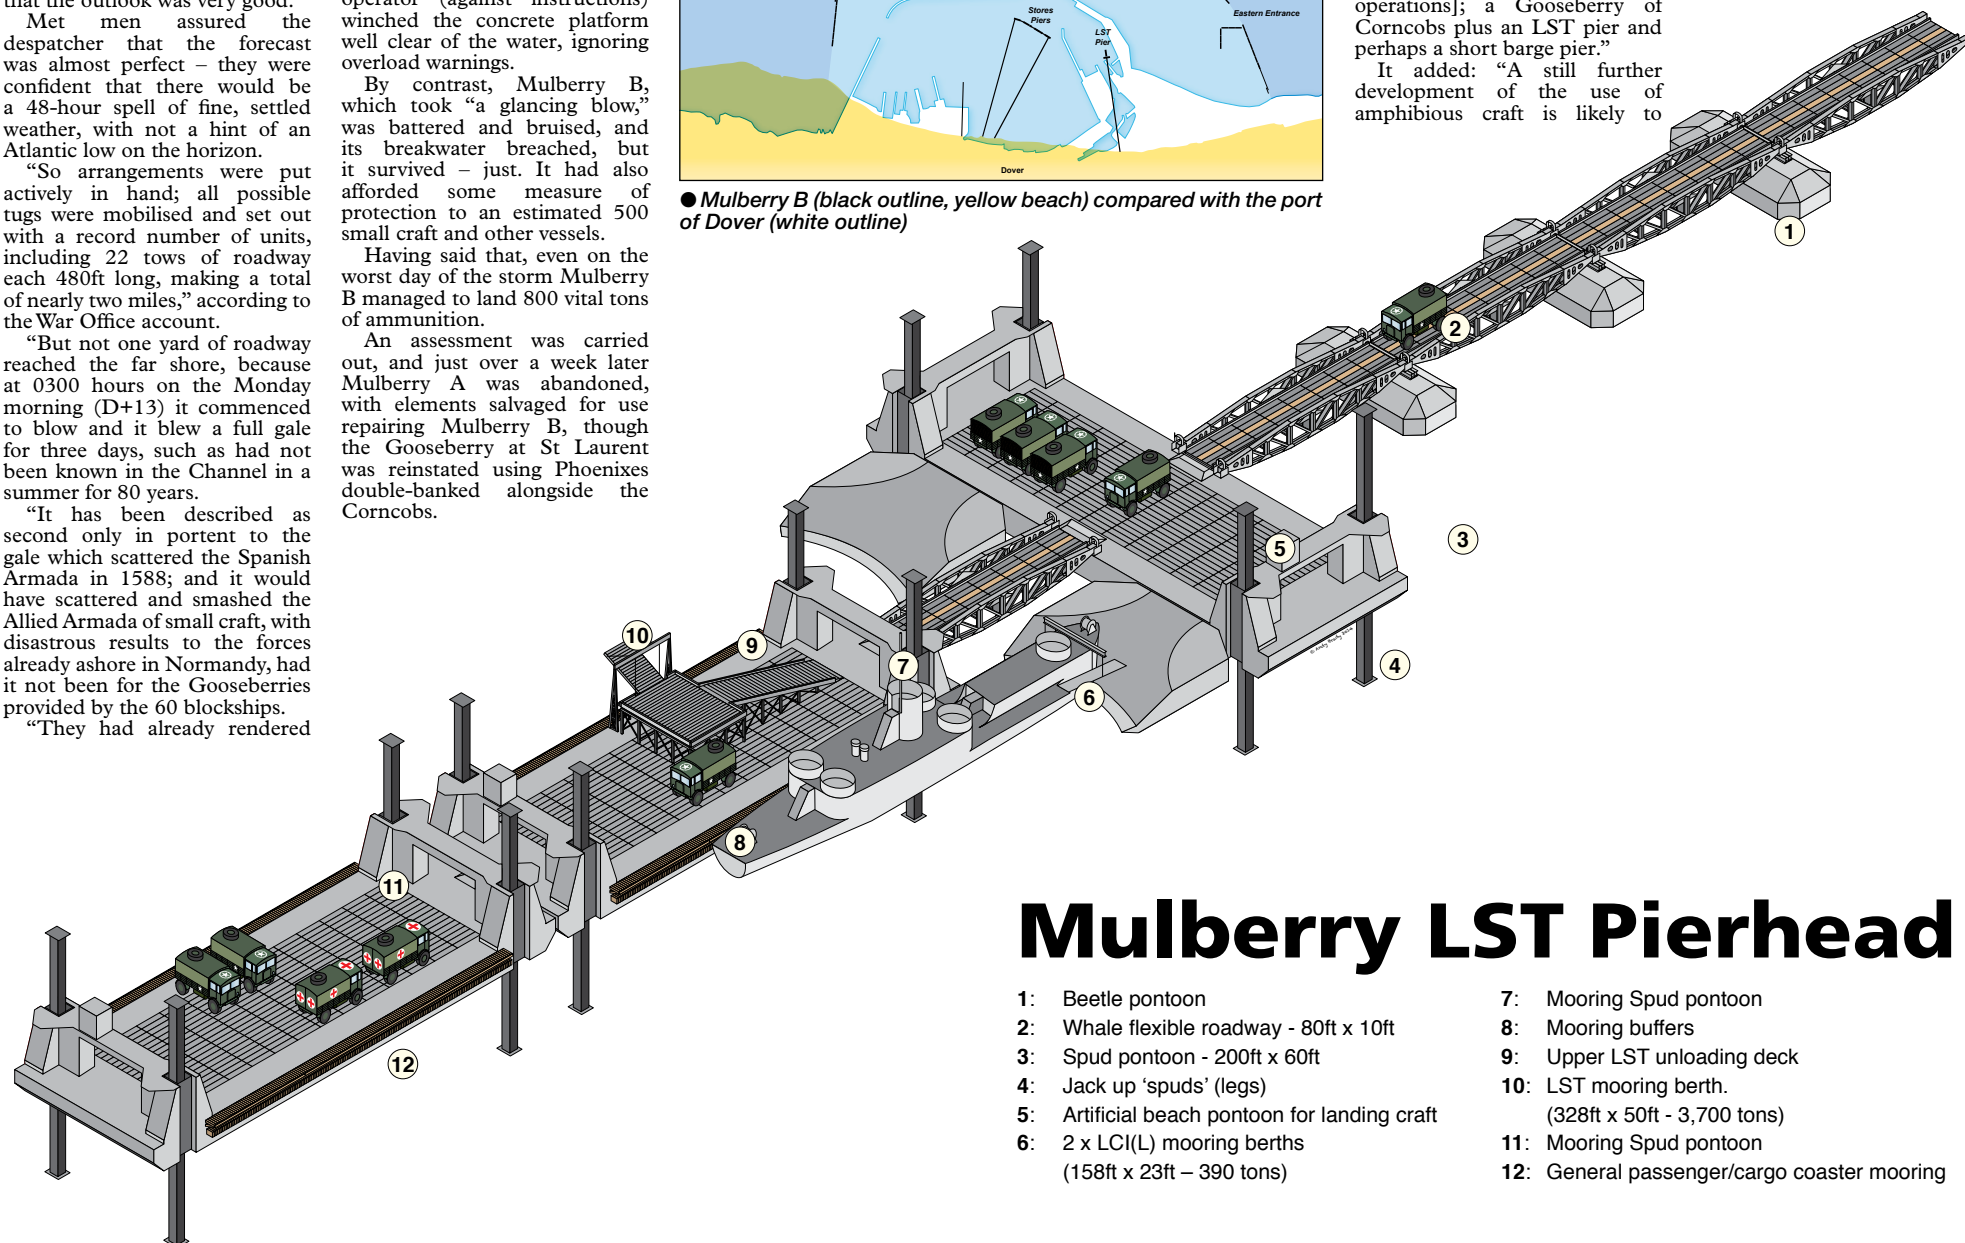 that the outlook was very good.
Met men assured the
despatcher that the forecast
was almost perfect – they were
confident that there would be
a 48-hour spell of fine, settled
weather, with not a hint of an
Atlantic low on the horizon.
“So arrangements were put
actively in hand; all possible
tugs were mobilised and set out
with a record number of units,
including 22 tows of roadway
each 480ft long, making a total
of nearly two miles,” according to
the War Office account.
“But not one yard of roadway
reached the far shore, because
at 0300 hours on the Monday
morning (D+13) it commenced
to blow and it blew a full gale
for three days, such as had not
been known in the Channel in a
summer for 80 years.
“It has been described as
second only in portent to the
gale which scattered the Spanish
Armada in 1588; and it would
have scattered and smashed the
Allied Armada of small craft, with
disastrous results to the forces
already ashore in Normandy, had
it not been for the Gooseberries
provided by the 60 blockships.
“They had already rendered
operator (against instructions)
winched the concrete platform
well clear of the water, ignoring
overload warnings.
By contrast, Mulberry B,
which took “a glancing blow,”
was battered and bruised, and
its breakwater breached, but
it survived – just. It had also
afforded some measure of
protection to an estimated 500
small craft and other vessels.
Having said that, even on the
worst day of the storm Mulberry
B managed to land 800 vital tons
of ammunition.
An assessment was carried
out, and just over a week later
Mulberry A was abandoned,
with elements salvaged for use
repairing Mulberry B, though
the Gooseberry at St Laurent
was reinstated using Phoenixes
double-banked alongside the
Corncobs.
Stores
Piers
LST
Pier
Eastern Entrance
Dover
● Mulberry B (black outline, yellow beach) compared with the port
of Dover (white outline)
operations]; a Gooseberry of
Corncobs plus an LST pier and
perhaps a short barge pier.”
It added: “A still further
development of the use of
amphibious craft is likely to
1
2
3
5
4
10
9
7
6
8
11
12
Mulberry LST Pierhead
1: Beetle pontoon
2: Whale flexible roadway - 80ft x 10ft
3: Spud pontoon - 200ft x 60ft
4: Jack up ‘spuds’ (legs)
5: Artificial beach pontoon for landing craft
6: 2 x LCI(L) mooring berths
(158ft x 23ft – 390 tons)
7: Mooring Spud pontoon
8: Mooring buffers
9: Upper LST unloading deck
10: LST mooring berth.
(328ft x 50ft - 3,700 tons)
11: Mooring Spud pontoon
12: General passenger/cargo coaster mooring